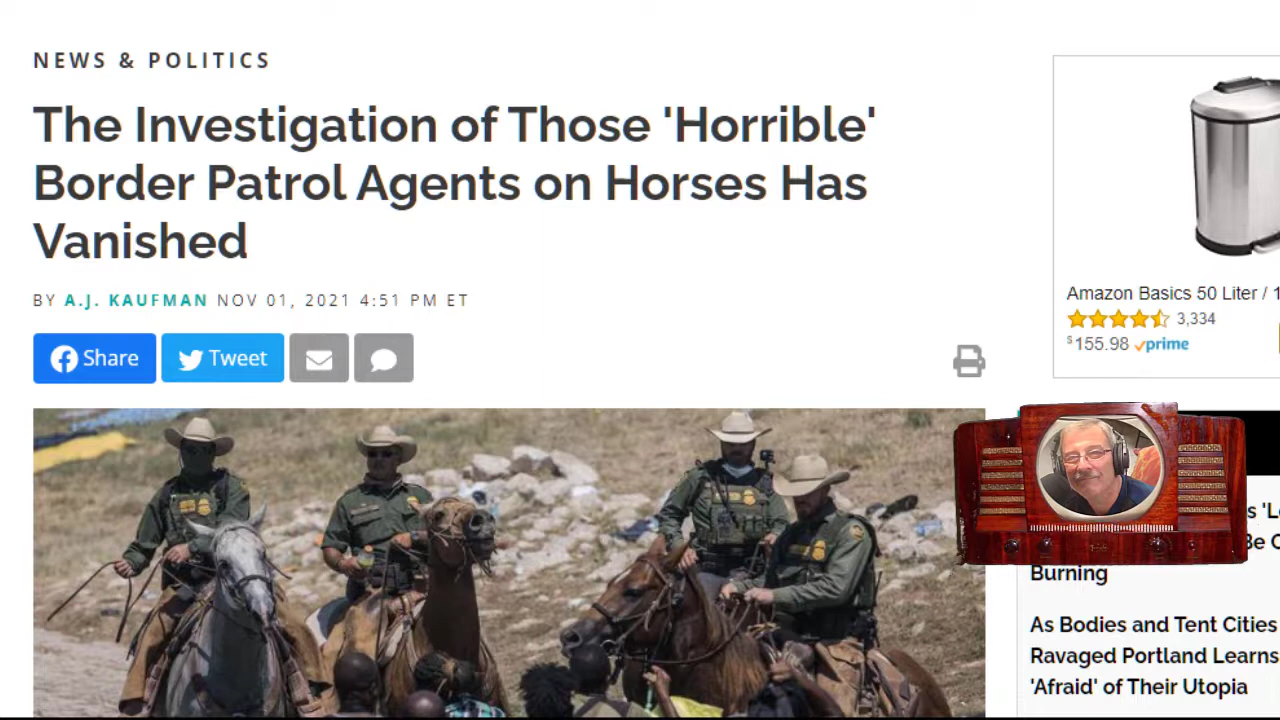 NEWS & POLITICS
The Investigation of Those 'Horrible'
Border Patrol Agents on Horses Has
Vanished
BY A.J. KAUFMAN NOV 01, 2021 4:51 PM ET
Share
Tweet
Amazon Basics 50 Liter / 1
3,334
$155.98 prime
Burning
As Bodies and Tent Cities
Ravaged Portland Learns
'Afraid' of Their Utopia